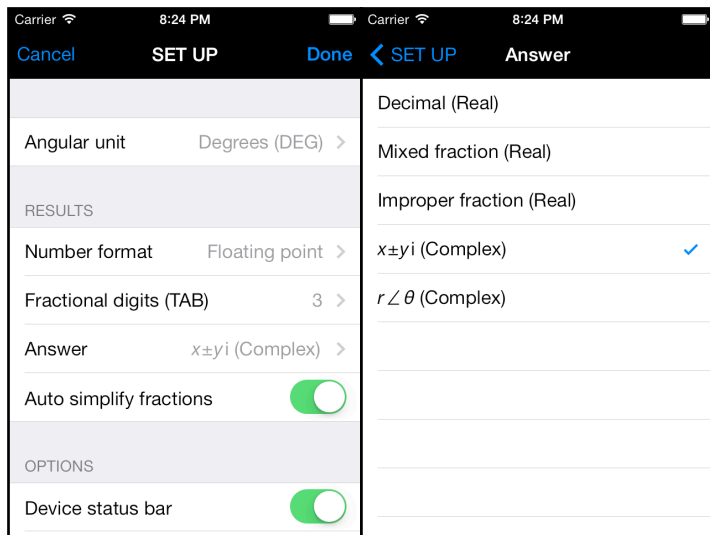 Carrier 8:24 PM
Cancel SET UP Done
Angular unit Degrees (DEG)
RESULTS
Number format Floating point
Fractional digits (TAB) 3
Answer x±yi (Complex)
Auto simplify fractions
OPTIONS
Device status bar
Carrier 8:24 PM
SET UP Answer
Decimal (Real)
Mixed fraction (Real)
Improper fraction (Real)
x±yi (Complex)
r∠θ (Complex)